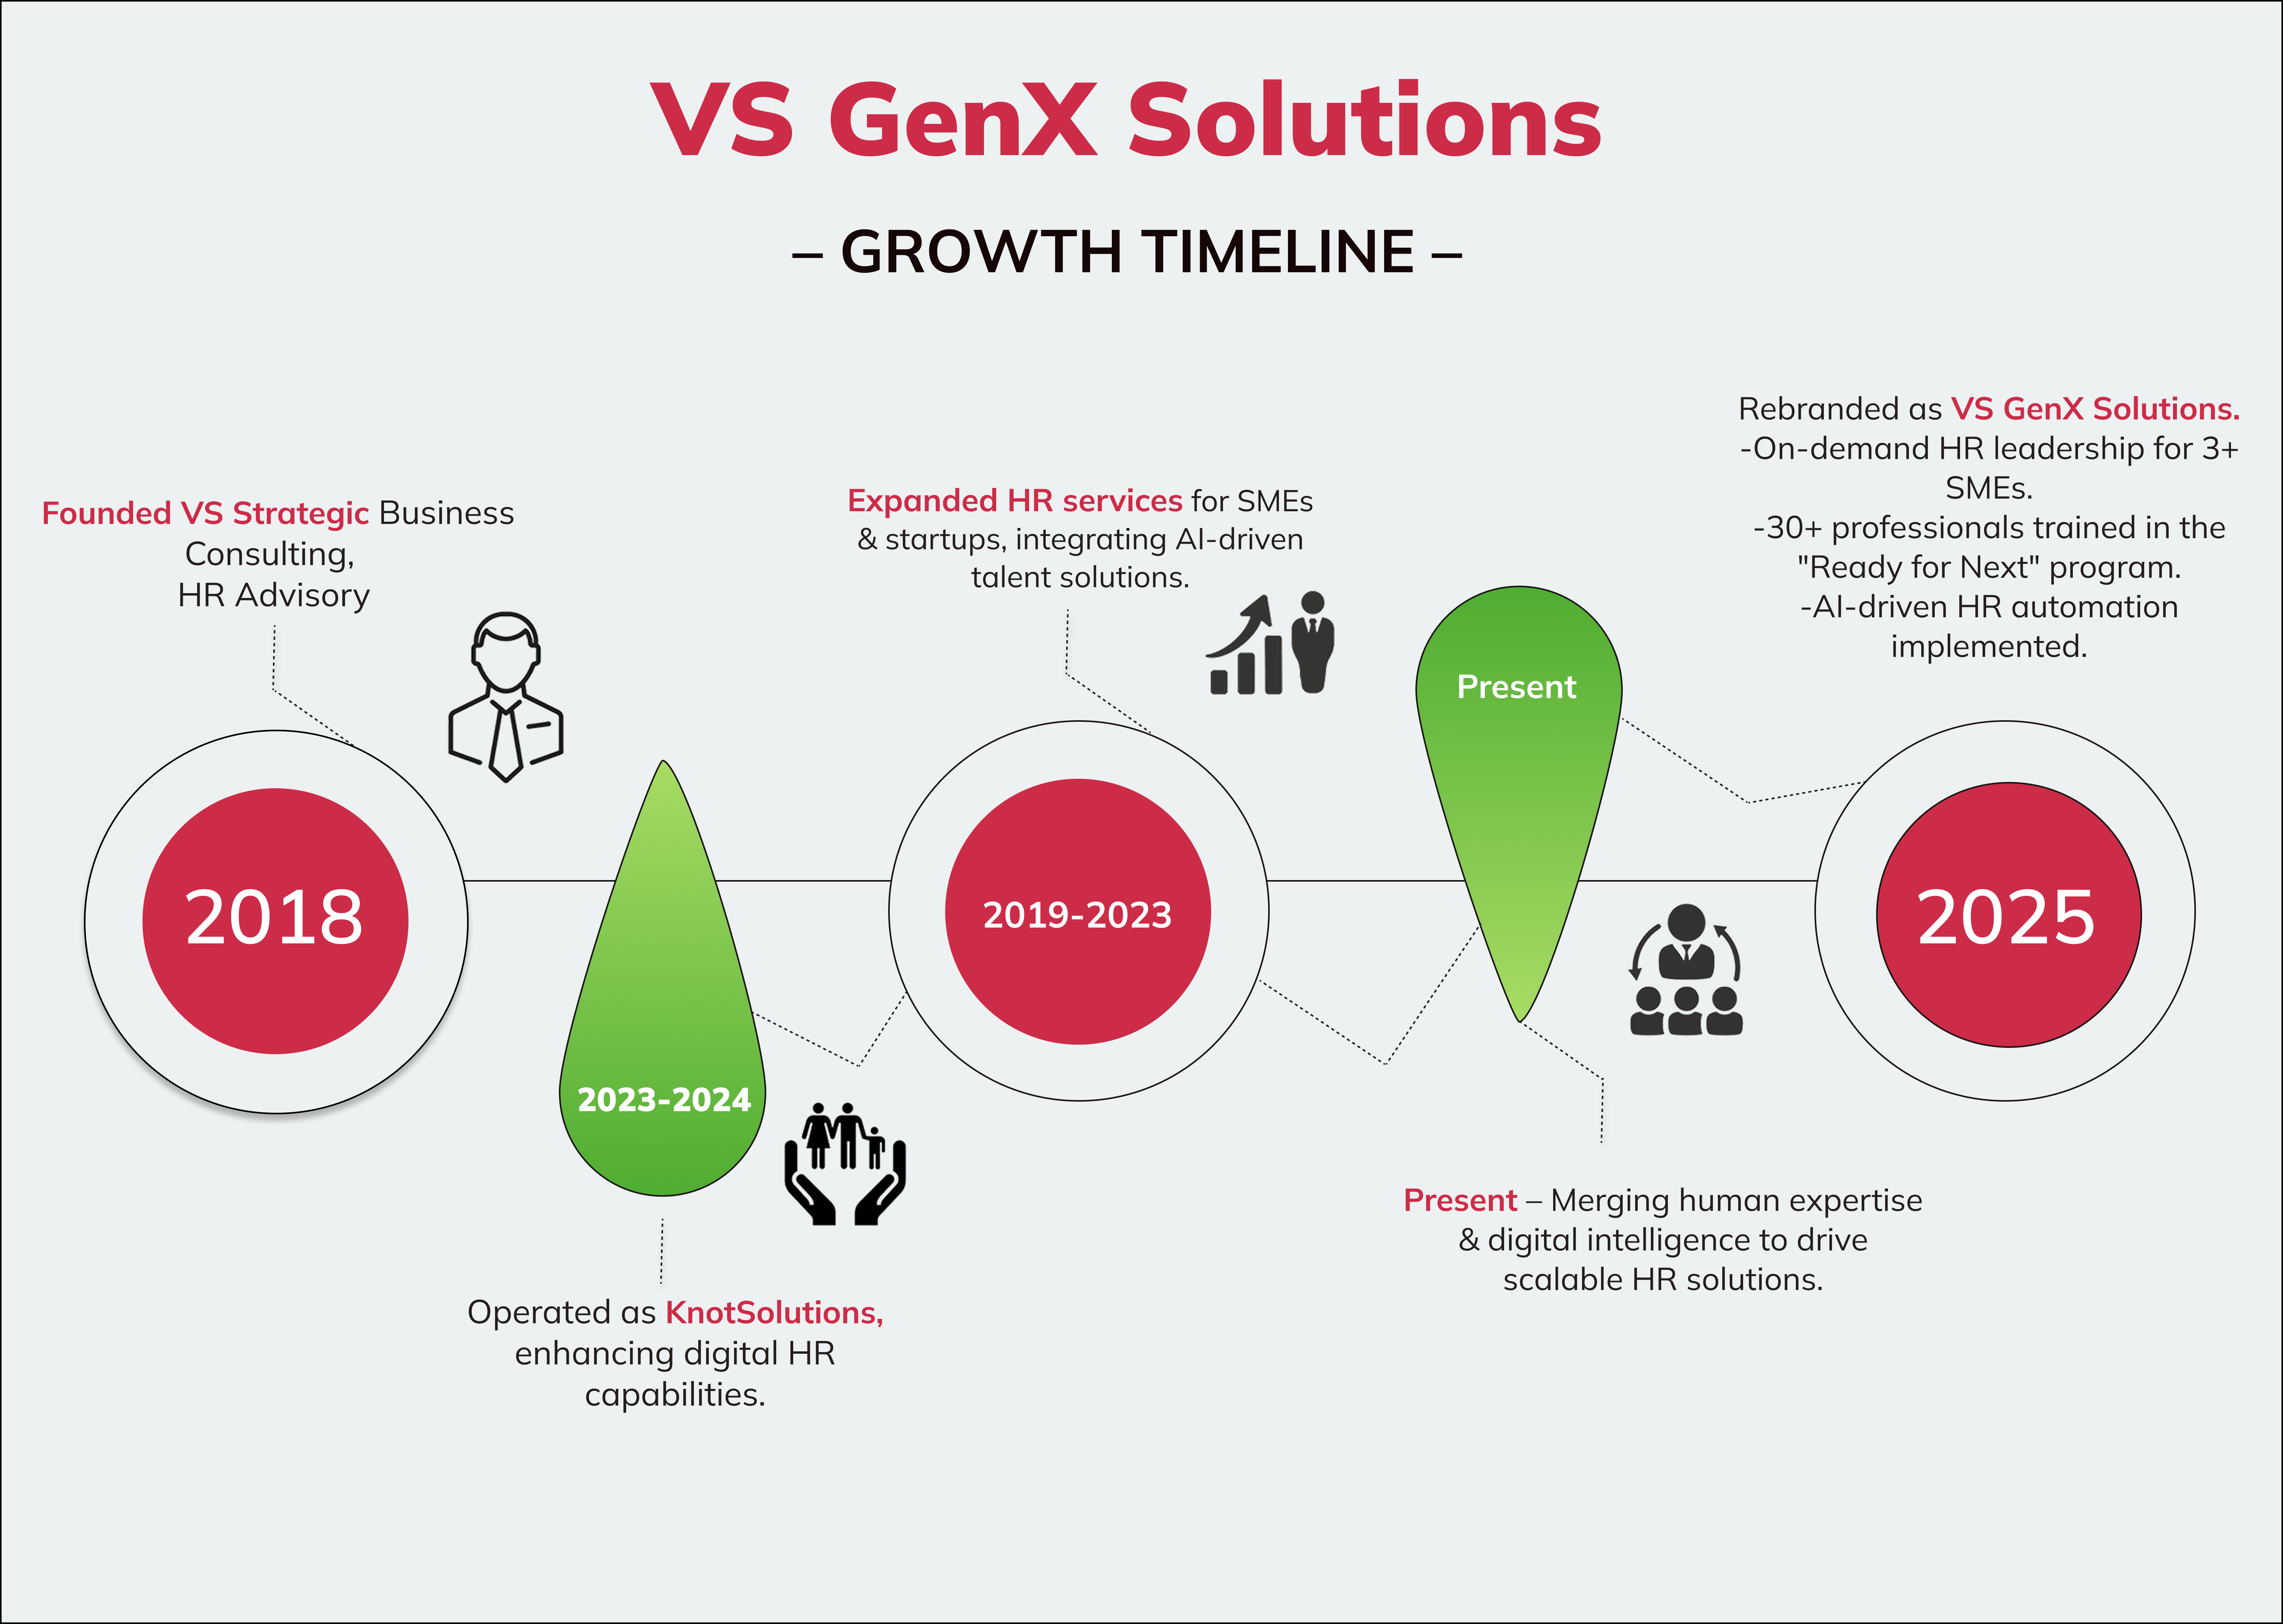 VS GenX Solutions
– GROWTH TIMELINE –
Founded VS Strategic Business
Consulting,
HR Advisory
2018
2023-2024
Operated as KnotSolutions,
enhancing digital HR
capabilities.
Expanded HR services for SMEs
& startups, integrating AI-driven
talent solutions.
2019-2023
Present
Present – Merging human expertise
& digital intelligence to drive
scalable HR solutions.
Rebranded as VS GenX Solutions.
-On-demand HR leadership for 3+
SMEs.
-30+ professionals trained in the
"Ready for Next" program.
-AI-driven HR automation
implemented.
2025